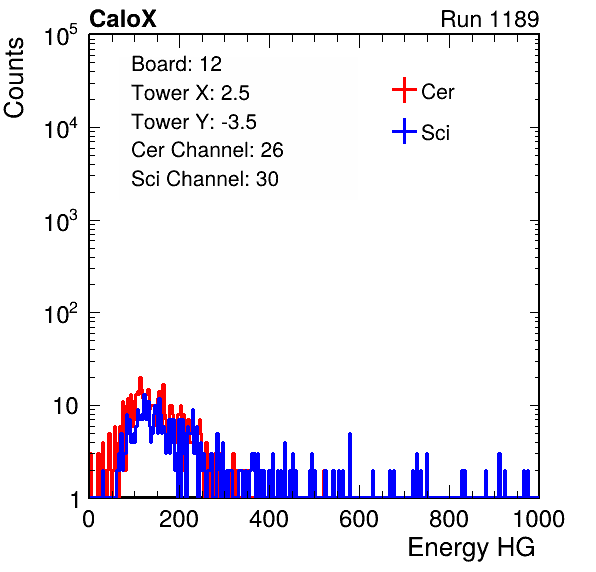 CaloX Run 1189
Counts
Board: 12
Tower X: 2.5
Tower Y: -3.5
Cer Channel: 26
Sci Channel: 30
Cer
Sci
10^5
10^4
10^3
10^2
10
1
0 200 400 600 800 1000
Energy HG